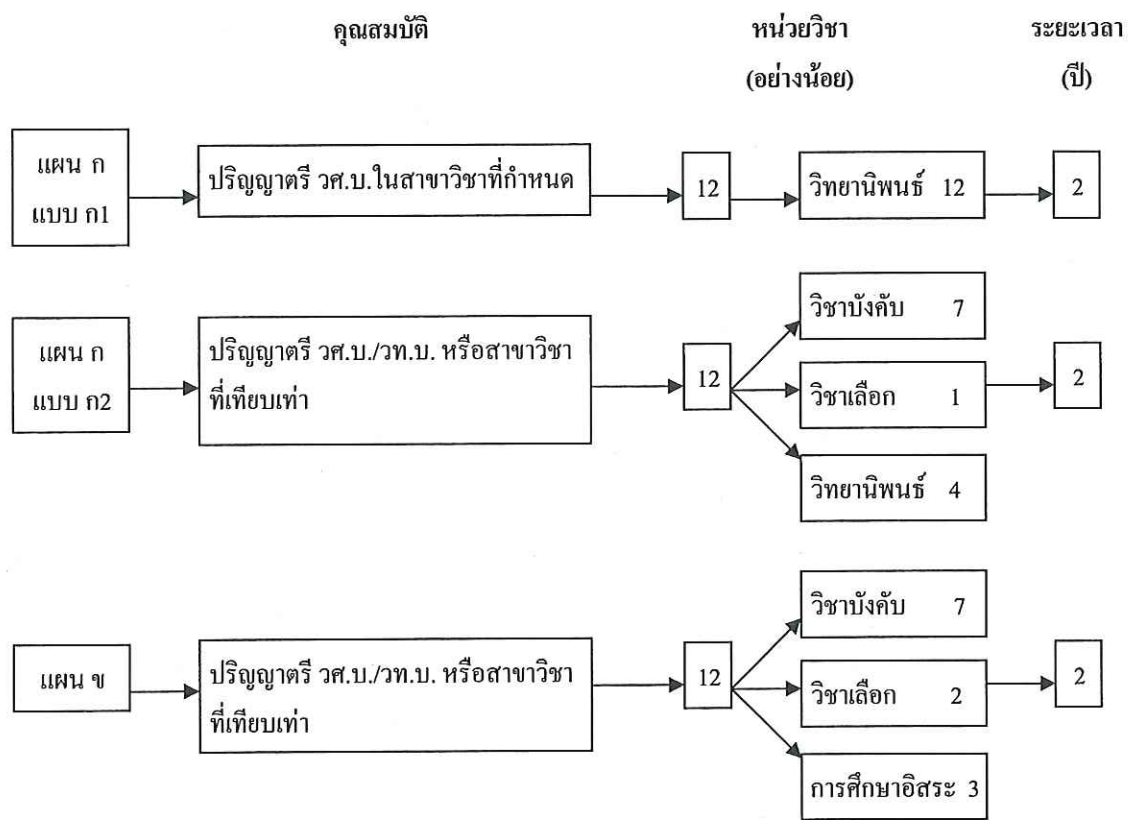 คุณสมบัติ หน่วยวิชา ระยะเวลา
(อย่างน้อย) (ปี)
แผน ก
แบบ ก1
ปริญญาตรี วศ.บ.ในสาขาวิชาที่กำหนด
12
วิทยานิพนธ์ 12
2
แผน ก
แบบ ก2
ปริญญาตรี วศ.บ./วท.บ. หรือสาขาวิชา
ที่เทียบเท่า
12
วิชาบังคับ 7
วิชาเลือก 1
วิทยานิพนธ์ 4
2
แผน ข
ปริญญาตรี วศ.บ./วท.บ. หรือสาขาวิชา
ที่เทียบเท่า
12
วิชาบังคับ 7
วิชาเลือก 2
การศึกษาอิสระ 3
2